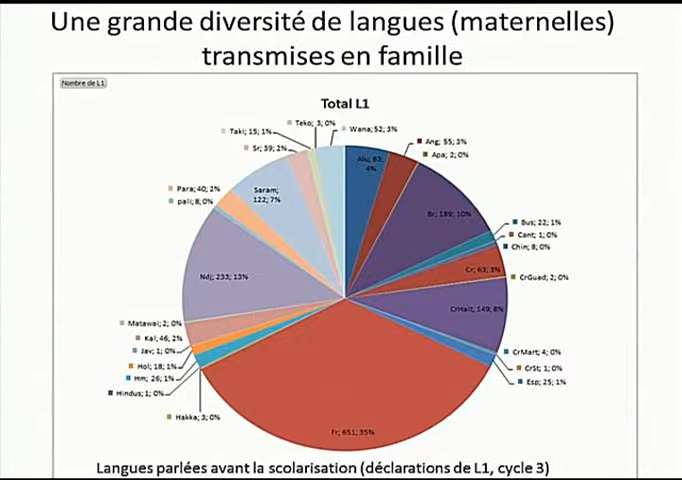 Une grande diversité de langues (maternelles)
transmises en famille
Nombre de L1
Total L1
Teko; 3; 0%
Wana; 52; 3%
Taki; 15; 1%
Sr; 39; 2%
Alu; 83;
4%
Ang; 55; 3%
Apa; 2; 0%
Para; 40; 2%
pali; 8; 0%
Saram;
122; 7%
Br; 189; 10%
Bus; 22; 1%
Cant; 1; 0%
Chin; 8; 0%
Cr; 63; 3%
CrGuad; 2; 0%
Ndj; 233; 13%
CrHait; 149; 8%
Matawai; 2; 0%
Kal; 46; 2%
Jav; 1; 0%
Hol; 18; 1%
Hm; 26; 1%
Hindus; 1; 0%
Hakka; 3; 0%
CrMart; 4; 0%
CrSt; 1; 0%
Esp; 25; 1%
Fr; 651; 35%
Langues parlées avant la scolarisation (déclarations de L1, cycle 3)